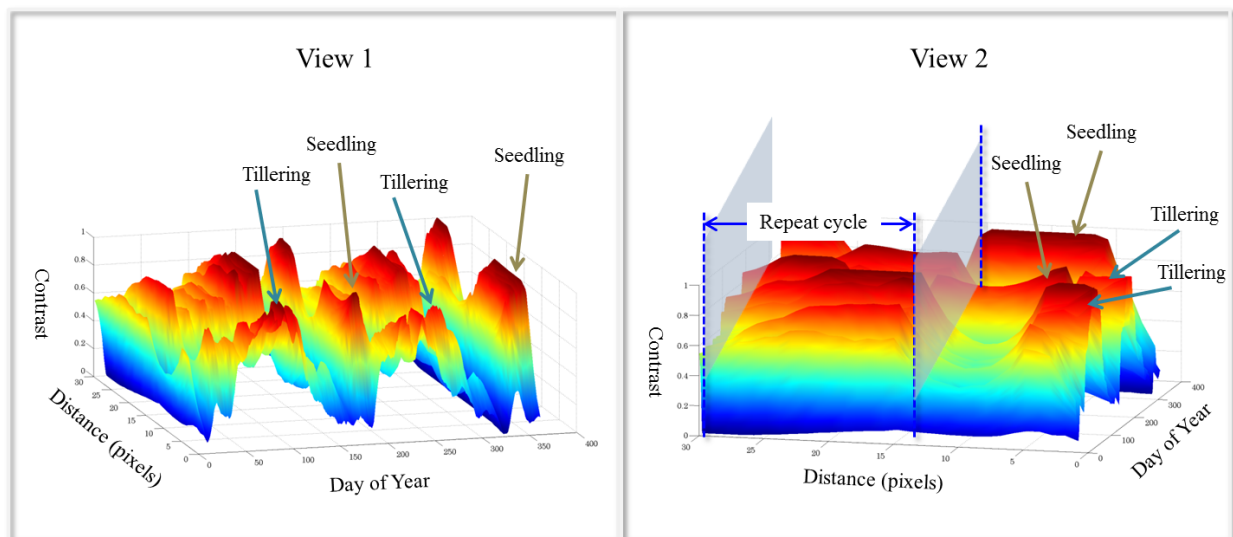 View 1
Seedling
Seedling
Tillering
Tillering
Contrast
1
0.8
0.6
0.4
0.2
0
30
25
20
15
10
5
0
Distance (pixels)
0
50
100
150
200
250
300
350
400
Day of Year
View 2
Seedling
Seedling
Tillering
Tillering
Repeat cycle
Contrast
1
0.8
0.6
0.4
0.2
0
30
25
20
15
10
5
0
Distance (pixels)
0
100
200
300
400
Day of Year